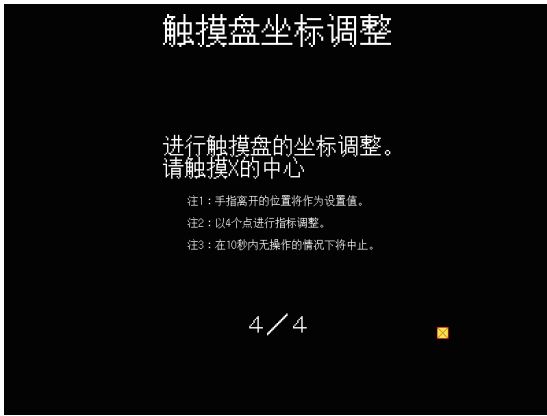 触摸盘坐标调整
进行触摸盘的坐标调整。
请触摸X的中心
注1：手指离开的位置将作为设置值。
注2：以4个点进行指标调整。
注3：在10秒内无操作的情况下将中止。
4／4